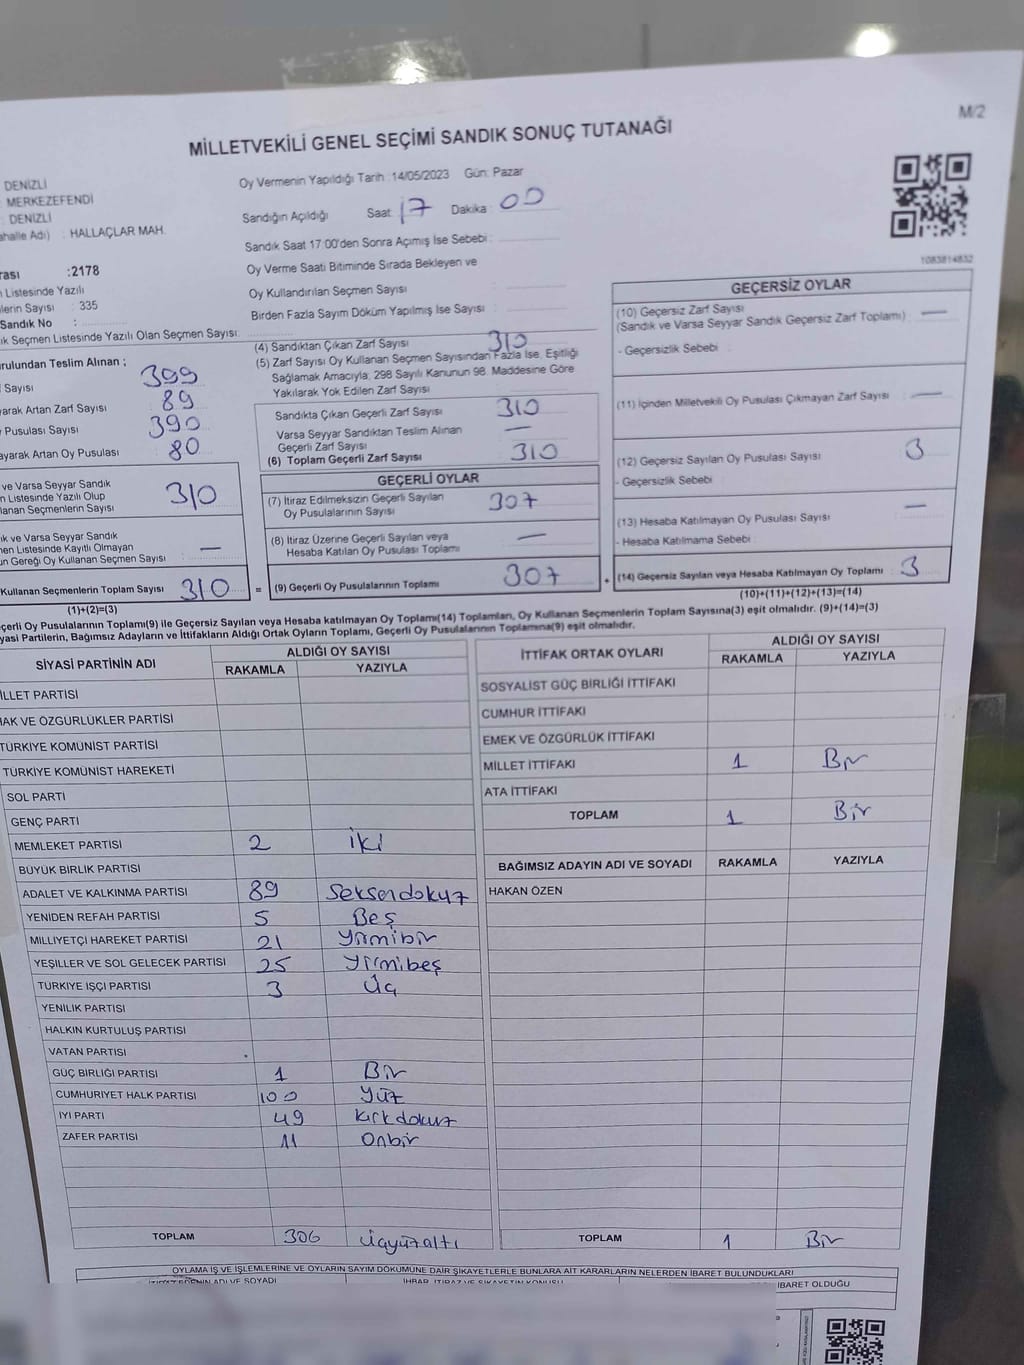 M/2
MİLLETVEKİLİ GENEL SEÇİMİ SANDIK SONUÇ TUTANAĞI
: DENİZLİ
: MERKEZEFENDİ
: DENİZLİ
ahalle Adı) : HALLAÇLAR MAH.
Oy Vermenin Yapıldığı Tarih :14/05/2023 Gün: Pazar
Sandığın Açıldığı Saat 17 Dakika 00
Sandık Saat 17:00'den Sonra Açımış İse Sebebi :
Oy Verme Saati Bitiminde Sırada Bekleyen ve
Oy Kullandırılan Seçmen Sayısı :
Birden Fazla Sayım Döküm Yapılmış İse Sayısı :
rası :2178
Listesinde Yazılı
lerin Sayısı : 335
Sandık No :
ık Seçmen Listesinde Yazılı Olan Seçmen Sayısı:
1083814832
rulundan Teslim Alınan ;
Sayısı 399
yarak Artan Zarf Sayısı 89
Pusulası Sayısı 390
ayarak Artan Oy Pusulası 80
(4) Sandıktan Çıkan Zarf Sayısı 310
(5) Zarf Sayısı Oy Kullanan Seçmen Sayısından Fazla İse, Eşitliği
Sağlamak Amacıyla, 298 Sayılı Kanunun 98. Maddesine Göre
Yakılarak Yok Edilen Zarf Sayısı
Sandıkta Çıkan Geçerli Zarf Sayısı 310
Varsa Seyyar Sandıktan Teslim Alınan
Geçerli Zarf Sayısı —
(6) Toplam Geçerli Zarf Sayısı 310
GEÇERSİZ OYLAR
(10) Geçersiz Zarf Sayısı
(Sandık ve Varsa Seyyar Sandık Geçersiz Zarf Toplamı) : —
- Geçersizlik Sebebi :
(11) İçinden Milletvekili Oy Pusulası Çıkmayan Zarf Sayısı : —
(12) Geçersiz Sayılan Oy Pusulası Sayısı : 3
- Geçersizlik Sebebi :
(13) Hesaba Katılmayan Oy Pusulası Sayısı : —
- Hesaba Katılmama Sebebi :
(14) Geçersiz Sayılan veya Hesaba Katılmayan Oy Toplamı : 3
(10)+(11)+(12)+(13)=(14)
ve Varsa Seyyar Sandık
n Listesinde Yazılı Olup
lanan Seçmenlerin Sayısı 310
ık ve Varsa Seyyar Sandık
en Listesinde Kayıtlı Olmayan
un Gereği Oy Kullanan Seçmen Sayısı : —
Kullanan Seçmenlerin Toplam Sayısı 310 =
(1)+(2)=(3)
GEÇERLİ OYLAR
(7) İtiraz Edilmeksizin Geçerli Sayılan
Oy Pusulalarının Sayısı 307
(8) İtiraz Üzerine Geçerli Sayılan veya
Hesaba Katılan Oy Pusulası Toplamı —
(9) Geçerli Oy Pusulalarının Toplamı 307 +
çerli Oy Pusulalarının Toplamı(9) ile Geçersiz Sayılan veya Hesaba katılmayan Oy Toplamı(14) Toplamları, Oy Kullanan Seçmenlerin Toplam Sayısına(3) eşit olmalıdır. (9)+(14)=(3)
yasi Partilerin, Bağımsız Adayların ve İttifakların Aldığı Ortak Oyların Toplamı, Geçerli Oy Pusulalarının Toplamına(9) eşit olmalıdır.
SİYASİ PARTİNİN ADI ALDIĞI OY SAYISI
RAKAMLA YAZIYLA
İLLET PARTİSİ
HAK VE ÖZGÜRLÜKLER PARTİSİ
TÜRKİYE KOMÜNİST PARTİSİ
TÜRKİYE KOMÜNİST HAREKETİ
SOL PARTİ
GENÇ PARTİ
MEMLEKET PARTİSİ 2 iki
BÜYÜK BİRLİK PARTİSİ
ADALET VE KALKINMA PARTİSİ 89 Seksendokuz
YENİDEN REFAH PARTİSİ 5 Beş
MİLLİYETÇİ HAREKET PARTİSİ 21 Yirmibir
YEŞİLLER VE SOL GELECEK PARTİSİ 25 Yirmibeş
TÜRKİYE İŞÇİ PARTİSİ 3 Üç
YENİLİK PARTİSİ
HALKIN KURTULUŞ PARTİSİ
VATAN PARTİSİ
GÜÇ BİRLİĞİ PARTİSİ 1 Bir
CUMHURİYET HALK PARTİSİ 100 Yüz
İYİ PARTİ 49 Kırkdokuz
ZAFER PARTİSİ 11 Onbir
TOPLAM 306 Üçyüzaltı
İTTİFAK ORTAK OYLARI ALDIĞI OY SAYISI
RAKAMLA YAZIYLA
SOSYALİST GÜÇ BİRLİĞİ İTTİFAKI
CUMHUR İTTİFAKI
EMEK VE ÖZGÜRLÜK İTTİFAKI
MİLLET İTTİFAKI 1 Bir
ATA İTTİFAKI
TOPLAM 1 Bir
BAĞIMSIZ ADAYIN ADI VE SOYADI RAKAMLA YAZIYLA
HAKAN ÖZEN
TOPLAM 1 Bir
OYLAMA İŞ VE İŞLEMLERİNE VE OYLARIN SAYIM DÖKÜMÜNE DAİR ŞİKAYETLERLE BUNLARA AİT KARARLARIN NELERDEN İBARET BULUNDUKLARI
ADI VE SOYADI
İHBAR, İTİRAZ VE ŞİKAYETİN KONUSU
İBARET OLDUĞU